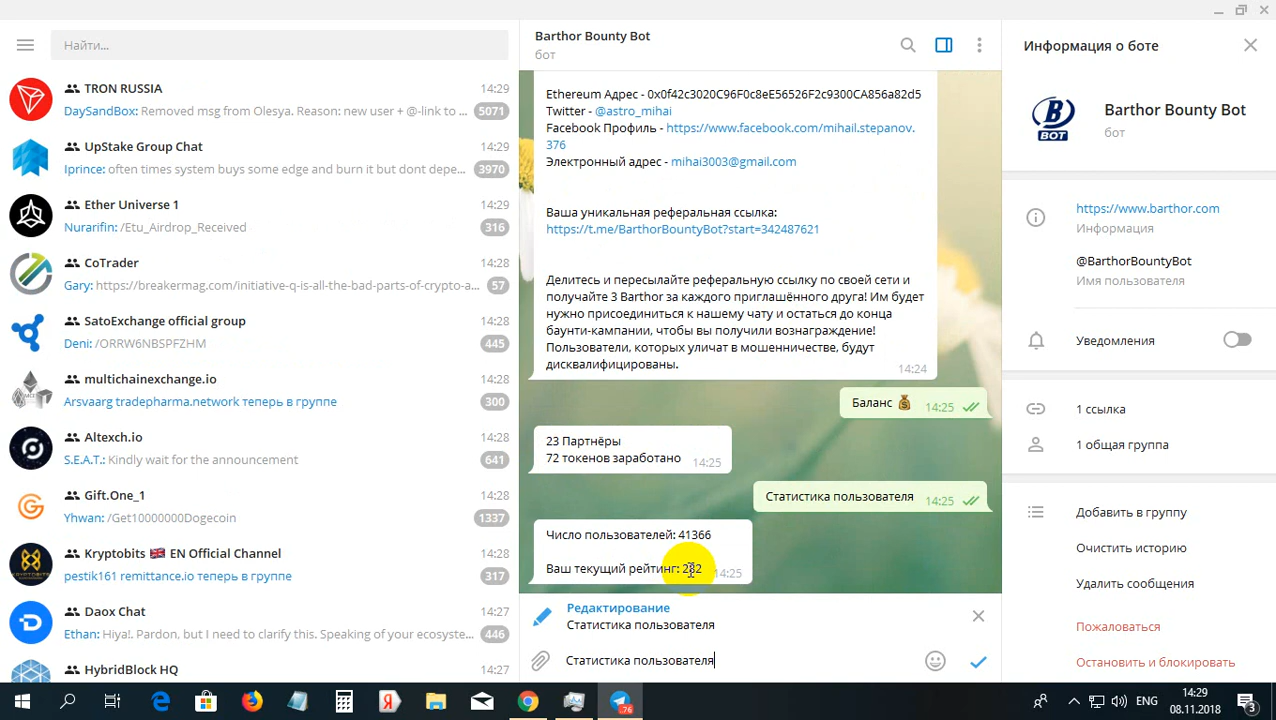 Найти...
TRON RUSSIA
14:29
DaySandBox: Removed msg from Olesya. Reason: new user + @-link to ...
5071
UpStake Group Chat
14:29
Iprince: often times system buys some edge and burn it but dont depe...
3970
Ether Universe 1
14:29
Nurarifin: /Etu_Airdrop_Received
316
CoTrader
14:28
Gary: https://breakermag.com/initiative-q-is-all-the-bad-parts-of-crypto-a...
57
SatoExchange official group
14:28
Deni: /ORRW6NBSPFZHM
445
multichainexchange.io
14:28
Arsvaarg tradepharma.network теперь в группе
300
Altexch.io
14:28
S.E.A.T.: Kindly wait for the announcement
641
Gift.One_1
14:28
Yhwan: /Get10000000Dogecoin
1337
Kryptobits 🇬🇧 EN Official Channel
14:28
pestik161 remittance.io теперь в группе
317
Daox Chat
14:27
Ethan: Hiya!. Pardon, but I need to clarify this. Speaking of your ecosyste...
446
HybridBlock HQ
14:27
Barthor Bounty Bot
бот
Ethereum Адрес - 0x0f42c3020C96F0c8eE56526F2c9300CA856a82d5
Twitter - @astro_mihai
Facebook Профиль - https://www.facebook.com/mihail.stepanov.
376
Электронный адрес - mihai3003@gmail.com
Ваша уникальная реферальная ссылка:
https://t.me/BarthorBountyBot?start=342487621
Делитесь и пересылайте реферальную ссылку по своей сети и
получайте 3 Barthor за каждого приглашённого друга! Им будет
нужно присоединиться к нашему чату и остаться до конца
баунти-кампании, чтобы вы получили вознаграждение!
Пользователи, которых уличат в мошенничестве, будут
дисквалифицированы.
14:24
Баланс 💰 14:25
23 Партнёры
72 токенов заработано 14:25
Статистика пользователя 14:25
Число пользователей: 41366
Ваш текущий рейтинг: 282 14:25
Редактирование
Статистика пользователя
Статистика пользователя
Информация о боте
BOT
Barthor Bounty Bot
бот
https://www.barthor.com
Информация
@BarthorBountyBot
Имя пользователя
Уведомления
1 ссылка
1 общая группа
Добавить в группу
Очистить историю
Удалить сообщения
Пожаловаться
Остановить и блокировать
.76
ENG
14:29
08.11.2018
3